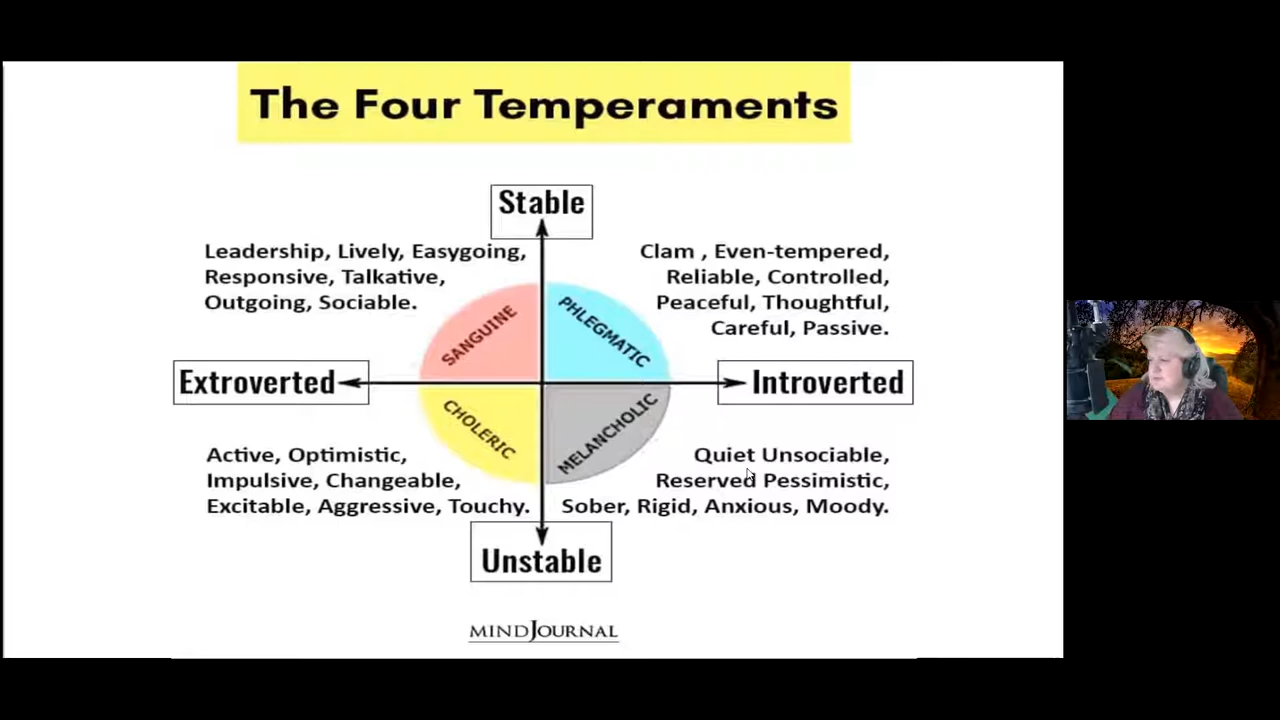 The Four Temperaments
Stable
Leadership, Lively, Easygoing,
Responsive, Talkative,
Outgoing, Sociable.
Clam , Even-tempered,
Reliable, Controlled,
Peaceful, Thoughtful,
Careful, Passive.
SANGUINE
PHLEGMATIC
Extroverted
Introverted
CHOLERIC
MELANCHOLIC
Active, Optimistic,
Impulsive, Changeable,
Excitable, Aggressive, Touchy.
Quiet Unsociable,
Reserved Pessimistic,
Sober, Rigid, Anxious, Moody.
Unstable
MINDJOURNAL